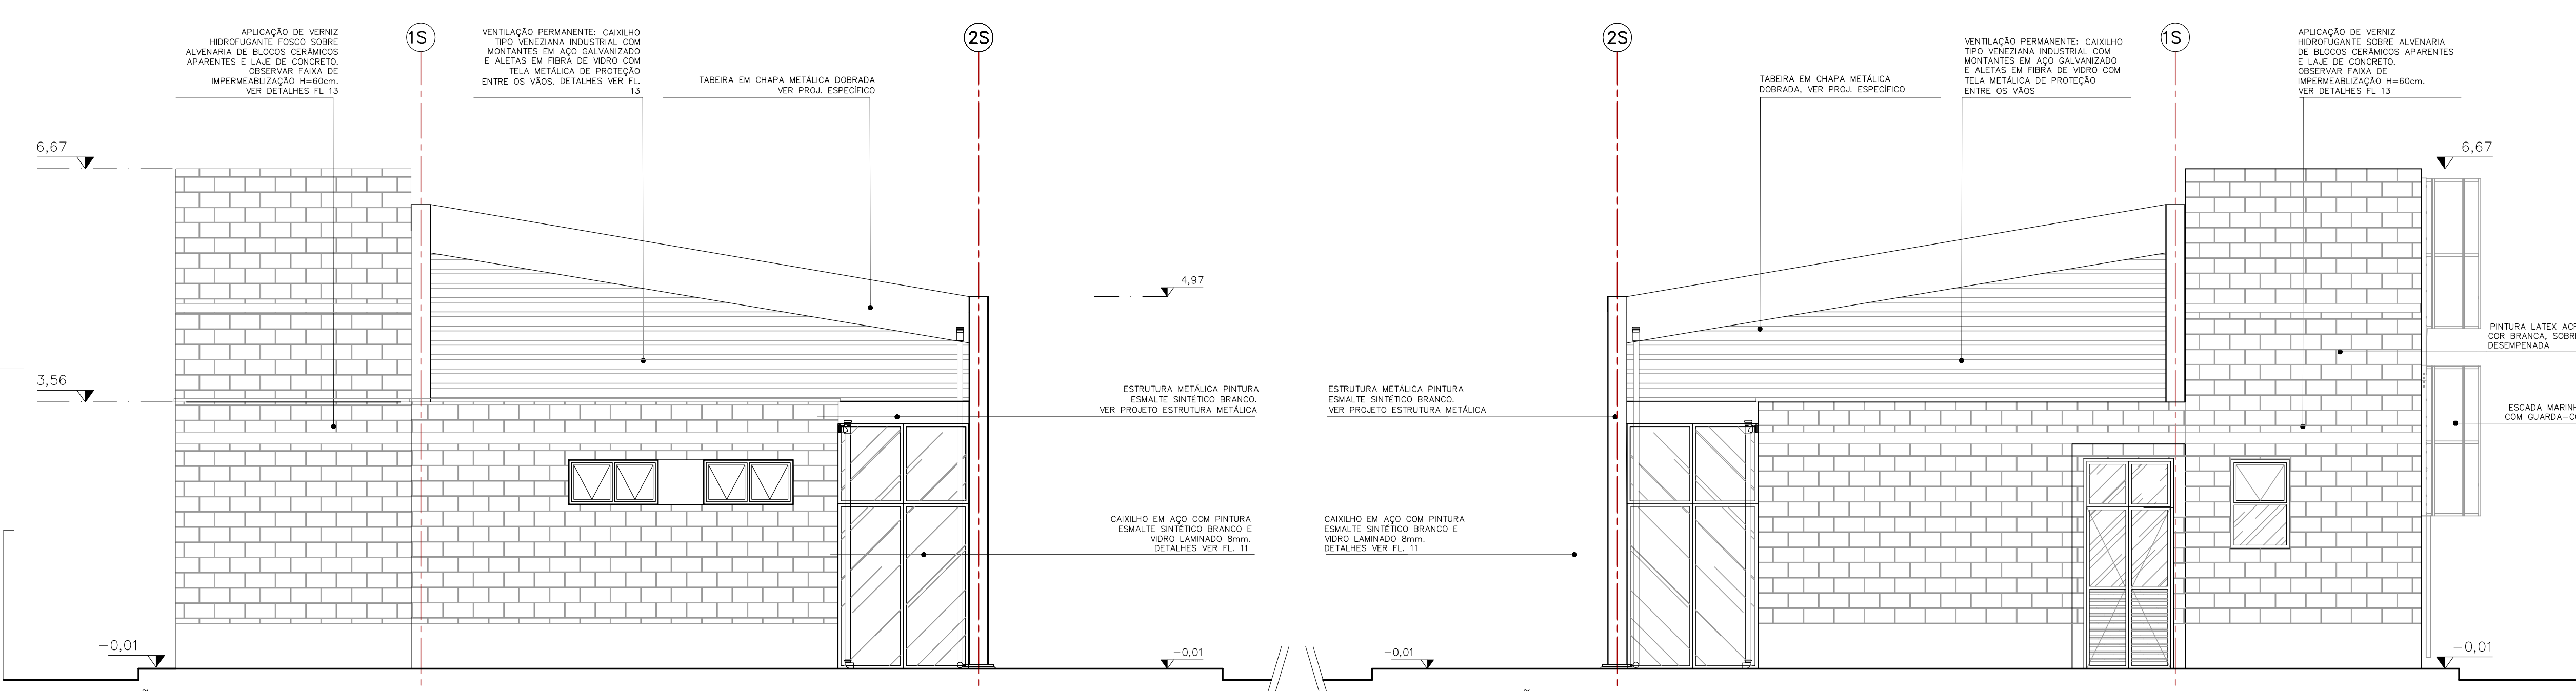 APLICAÇÃO DE VERNIZ
HIDROFUGANTE FOSCO SOBRE
ALVENARIA DE BLOCOS CERÂMICOS
APARENTES E LAJE DE CONCRETO.
OBSERVAR FAIXA DE
IMPERMEABLIZAÇÃO H=60cm.
VER DETALHES FL 13
1S
VENTILAÇÃO PERMANENTE: CAIXILHO
TIPO VENEZIANA INDUSTRIAL COM
MONTANTES EM AÇO GALVANIZADO
E ALETAS EM FIBRA DE VIDRO COM
TELA METÁLICA DE PROTEÇÃO
ENTRE OS VÃOS. DETALHES VER FL.
13
TABEIRA EM CHAPA METÁLICA DOBRADA
VER PROJ. ESPECÍFICO
2S
6,67
3,56
-0,01
4,97
ESTRUTURA METÁLICA PINTURA
ESMALTE SINTÉTICO BRANCO.
VER PROJETO ESTRUTURA METÁLICA
CAIXILHO EM AÇO COM PINTURA
ESMALTE SINTÉTICO BRANCO E
VIDRO LAMINADO 8mm.
DETALHES VER FL. 11
-0,01
2S
TABEIRA EM CHAPA METÁLICA
DOBRADA, VER PROJ. ESPECÍFICO
VENTILAÇÃO PERMANENTE: CAIXILHO
TIPO VENEZIANA INDUSTRIAL COM
MONTANTES EM AÇO GALVANIZADO
E ALETAS EM FIBRA DE VIDRO COM
TELA METÁLICA DE PROTEÇÃO
ENTRE OS VÃOS
1S
APLICAÇÃO DE VERNIZ
HIDROFUGANTE SOBRE ALVENARIA
DE BLOCOS CERÂMICOS APARENTES
E LAJE DE CONCRETO.
OBSERVAR FAIXA DE
IMPERMEABLIZAÇÃO H=60cm.
VER DETALHES FL 13
ESTRUTURA METÁLICA PINTURA
ESMALTE SINTÉTICO BRANCO.
VER PROJETO ESTRUTURA METÁLICA
CAIXILHO EM AÇO COM PINTURA
ESMALTE SINTÉTICO BRANCO E
VIDRO LAMINADO 8mm.
DETALHES VER FL. 11
-0,01
6,67
PINTURA LATEX
COR BRANCA,
DESEMPENADA
ESCADA
COM
-0,01